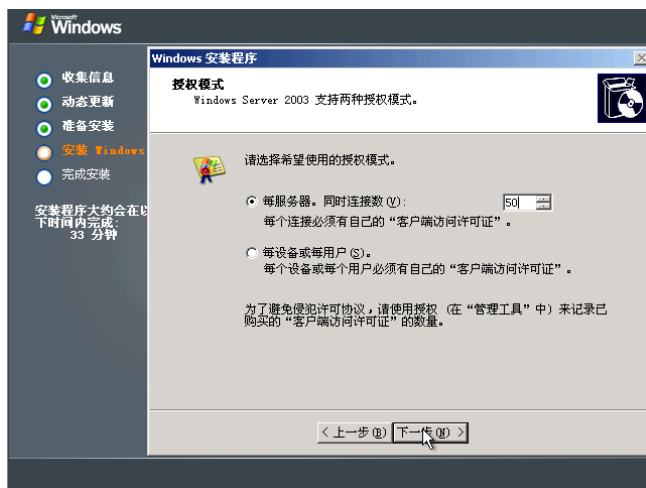 Microsoft
Windows
Windows 安装程序
收集信息
动态更新
准备安装
安装 Windows
完成安装
安装程序大约会在以
下时间内完成:
33 分钟
授权模式
Windows Server 2003 支持两种授权模式。
请选择希望使用的授权模式。
每服务器。同时连接数(V): 50
每个连接必须有自己的“客户端访问许可证”。
每设备或每用户(S)。
每个设备或每个用户必须有自己的“客户端访问许可证”。
为了避免侵犯许可协议，请使用授权（在“管理工具”中）来记录已
购买的“客户端访问许可证”的数量。
< 上一步(B) 下一步(N) >